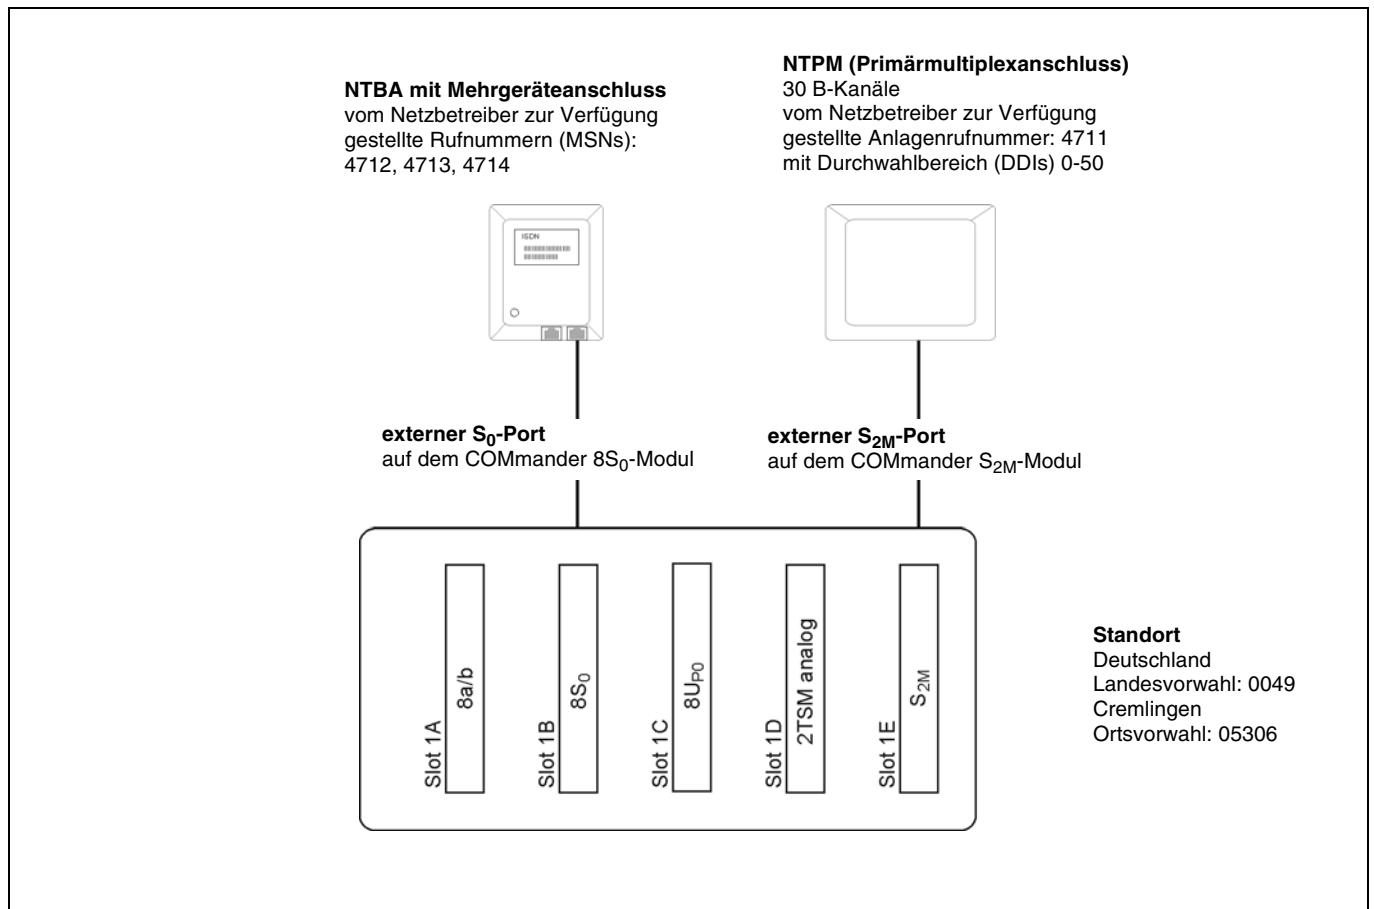 NTBA mit Mehrgeräteanschluss
vom Netzbetreiber zur Verfügung
gestellte Rufnummern (MSNs):
4712, 4713, 4714
NTPM (Primärmultiplexanschluss)
30 B-Kanäle
vom Netzbetreiber zur Verfügung
gestellte Anlagenrufnummer: 4711
mit Durchwahlbereich (DDIs) 0-50
ISDN
externer S0-Port
auf dem COMmander 8S0-Modul
externer S2M-Port
auf dem COMmander S2M-Modul
Slot 1A
8a/b
Slot 1B
8S0
Slot 1C
8UP0
Slot 1D
2TSM analog
Slot 1E
S2M
Standort
Deutschland
Landesvorwahl: 0049
Cremlingen
Ortsvorwahl: 05306